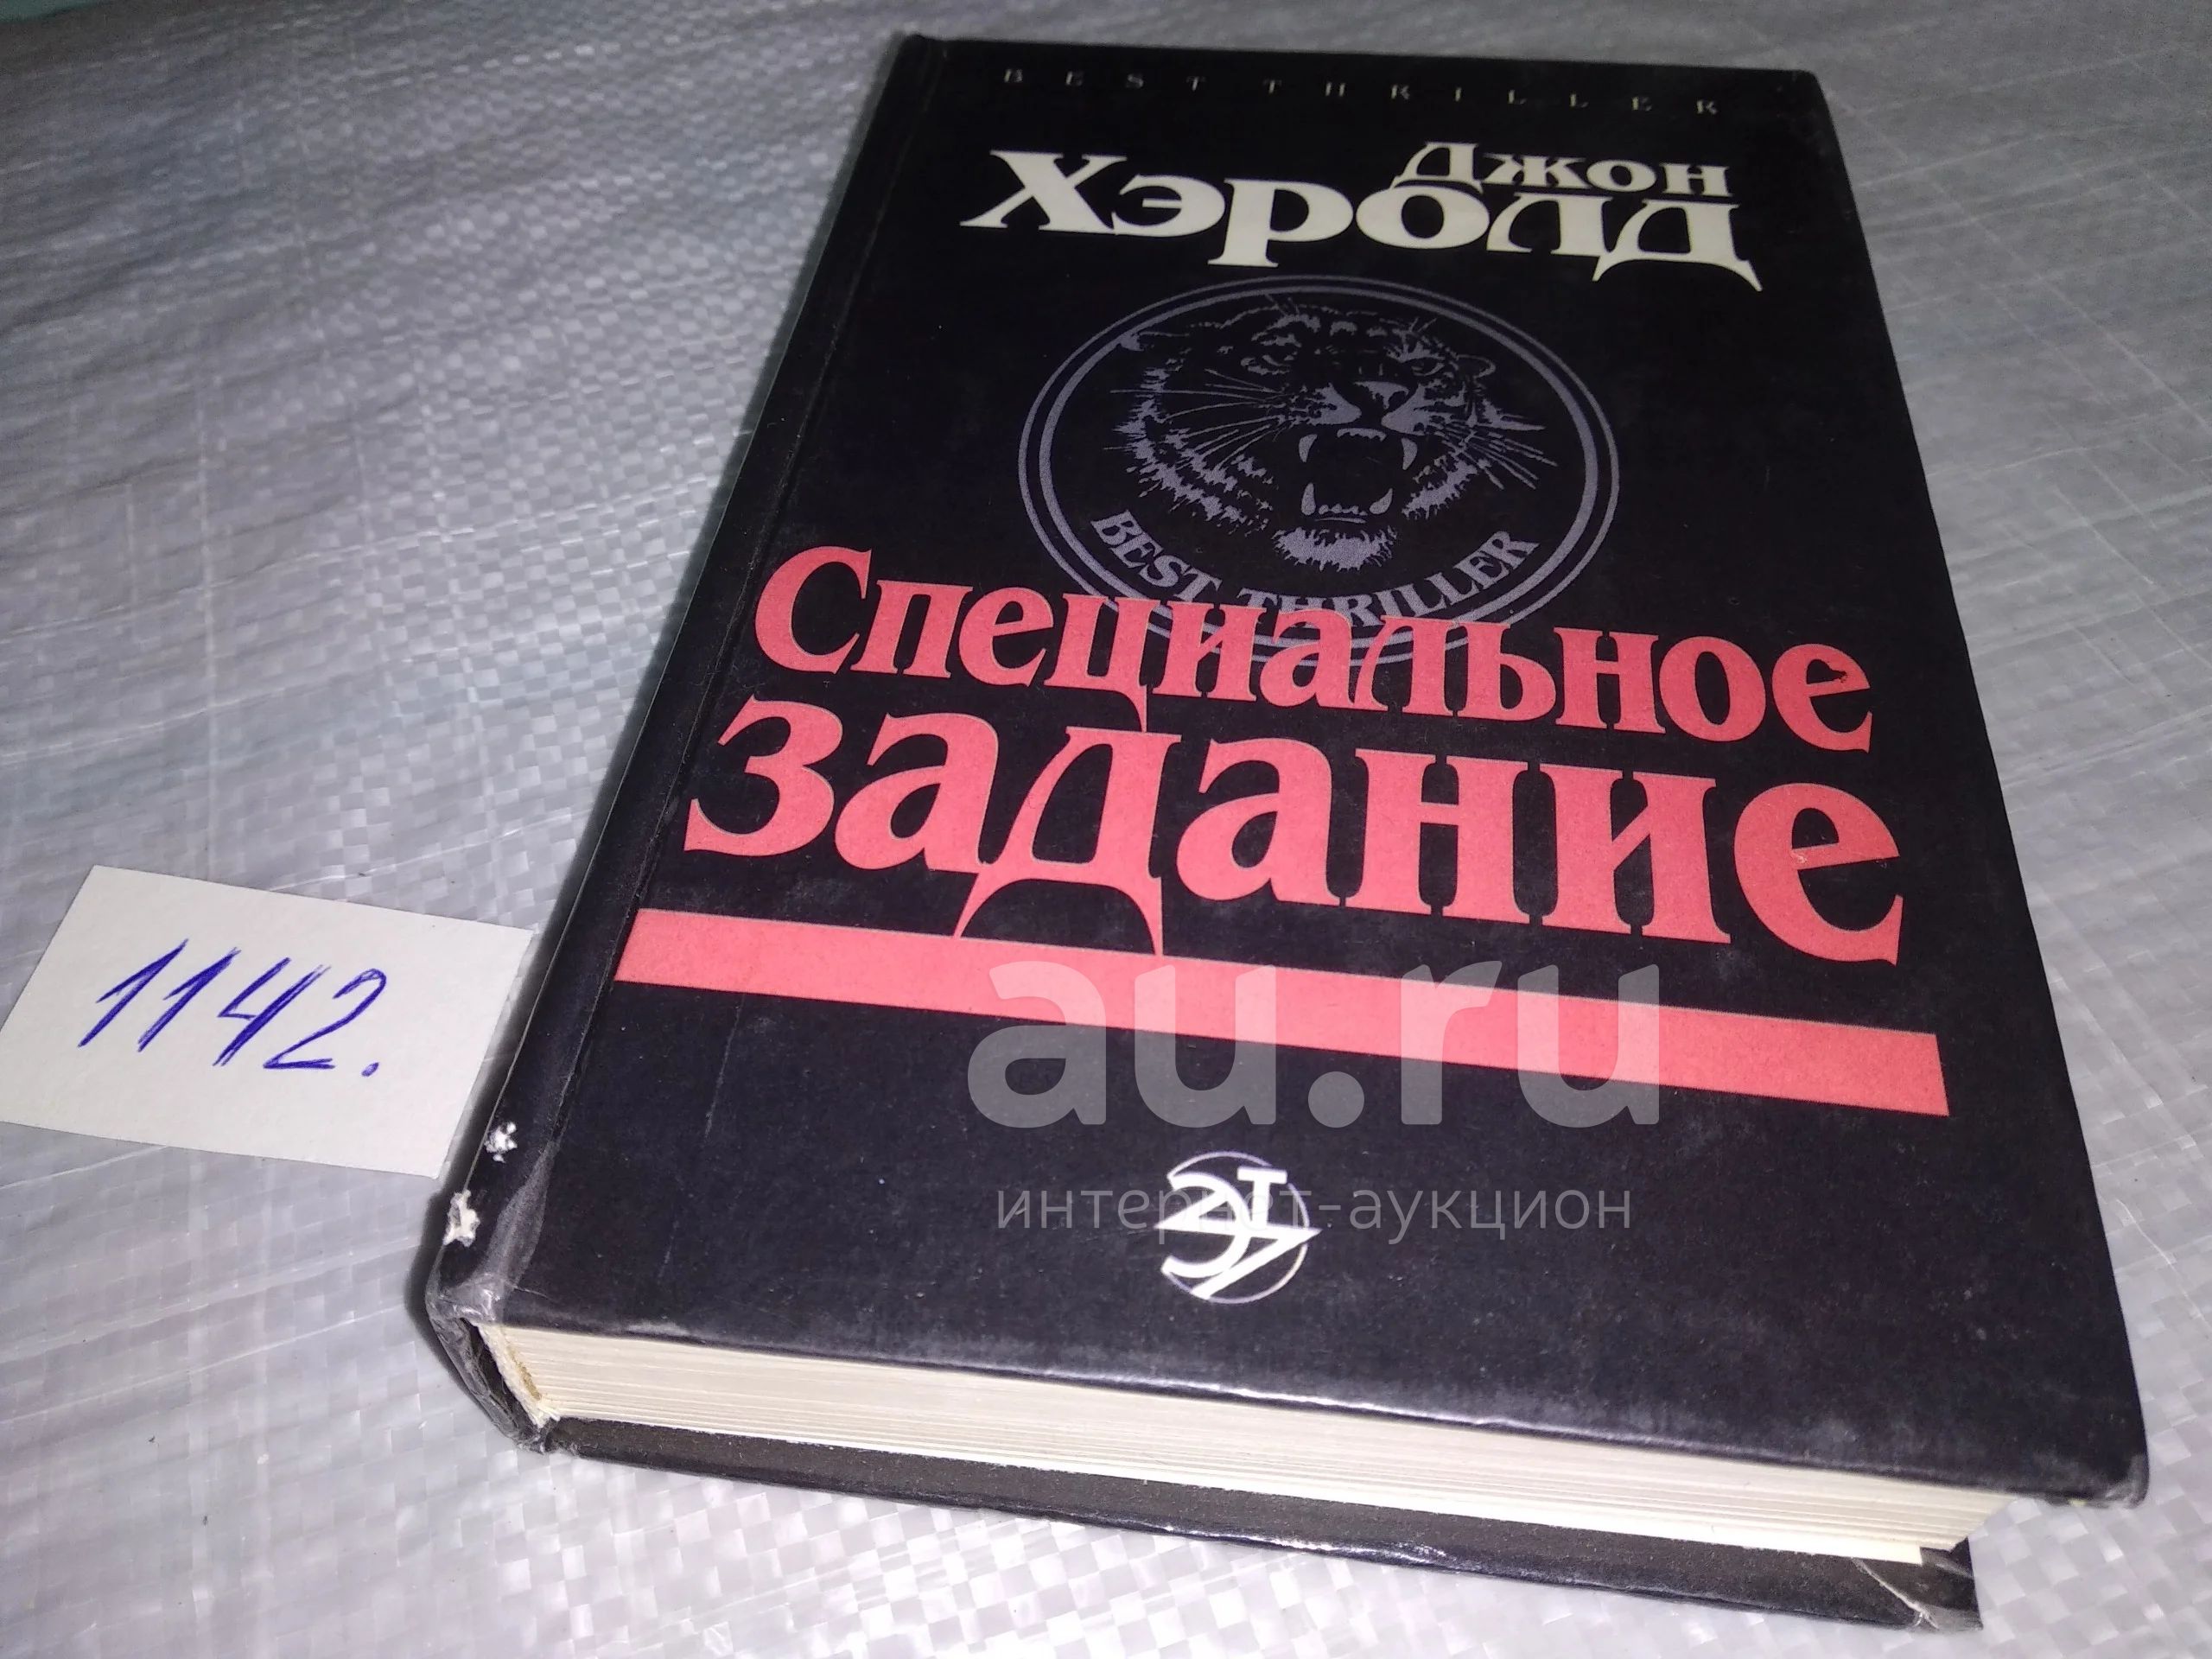 BEST THRILLER
Джон
Хэролд
BEST THRILLER
Специальное
задание
au.ru
интернет-аукцион
1142.